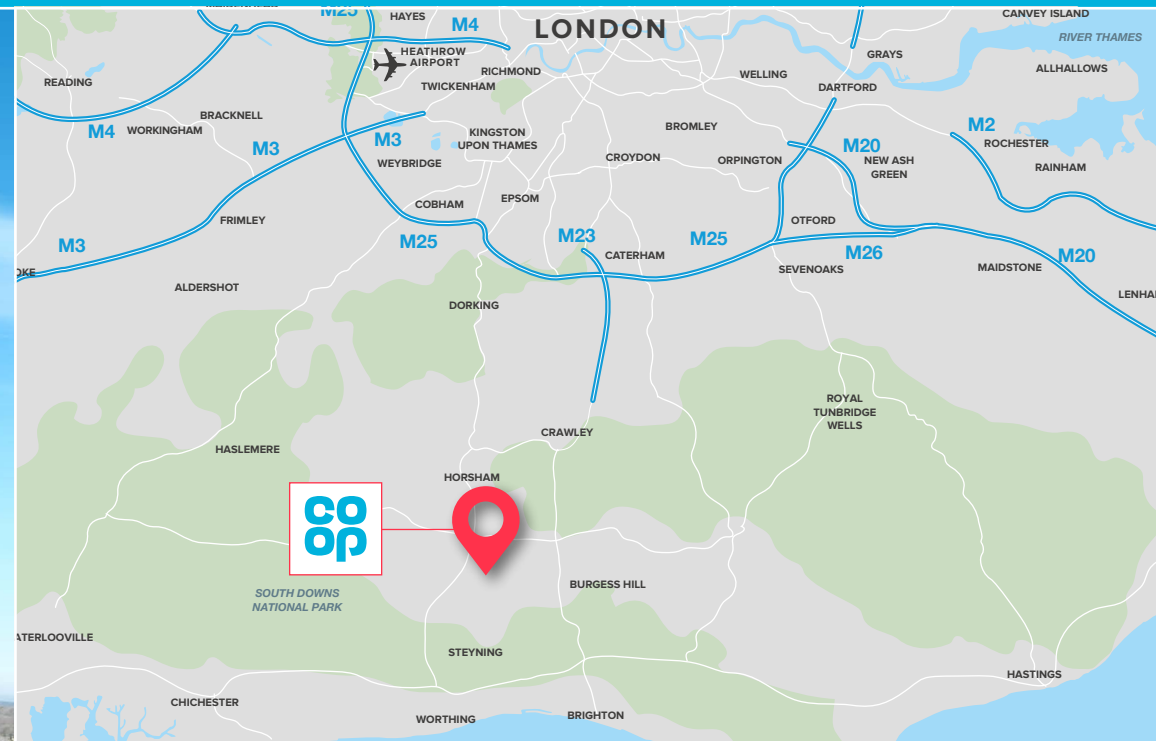 M25
HAYES
M4
LONDON
CANVEY ISLAND
RIVER THAMES
HEATHROW
AIRPORT
RICHMOND
GRAYS
READING
TWICKENHAM
WELLING
ALLHALLOWS
DARTFORD
BRACKNELL
M4
WORKINGHAM
M3
M3
KINGSTON
UPON THAMES
BROMLEY
M2
ROCHESTER
WEYBRIDGE
CROYDON
ORPINGTON
M20
NEW ASH
GREEN
RAINHAM
COBHAM
EPSOM
FRIMLEY
OTFORD
M3
M25
M23
CATERHAM
M25
M26
SEVENOAKS
MAIDSTONE
M20
OKE
ALDERSHOT
DORKING
LENHA
ROYAL
TUNBRIDGE
WELLS
CRAWLEY
HASLEMERE
HORSHAM
co
op
BURGESS HILL
SOUTH DOWNS
NATIONAL PARK
ATERLOOVILLE
STEYNING
HASTINGS
CHICHESTER
WORTHING
BRIGHTON